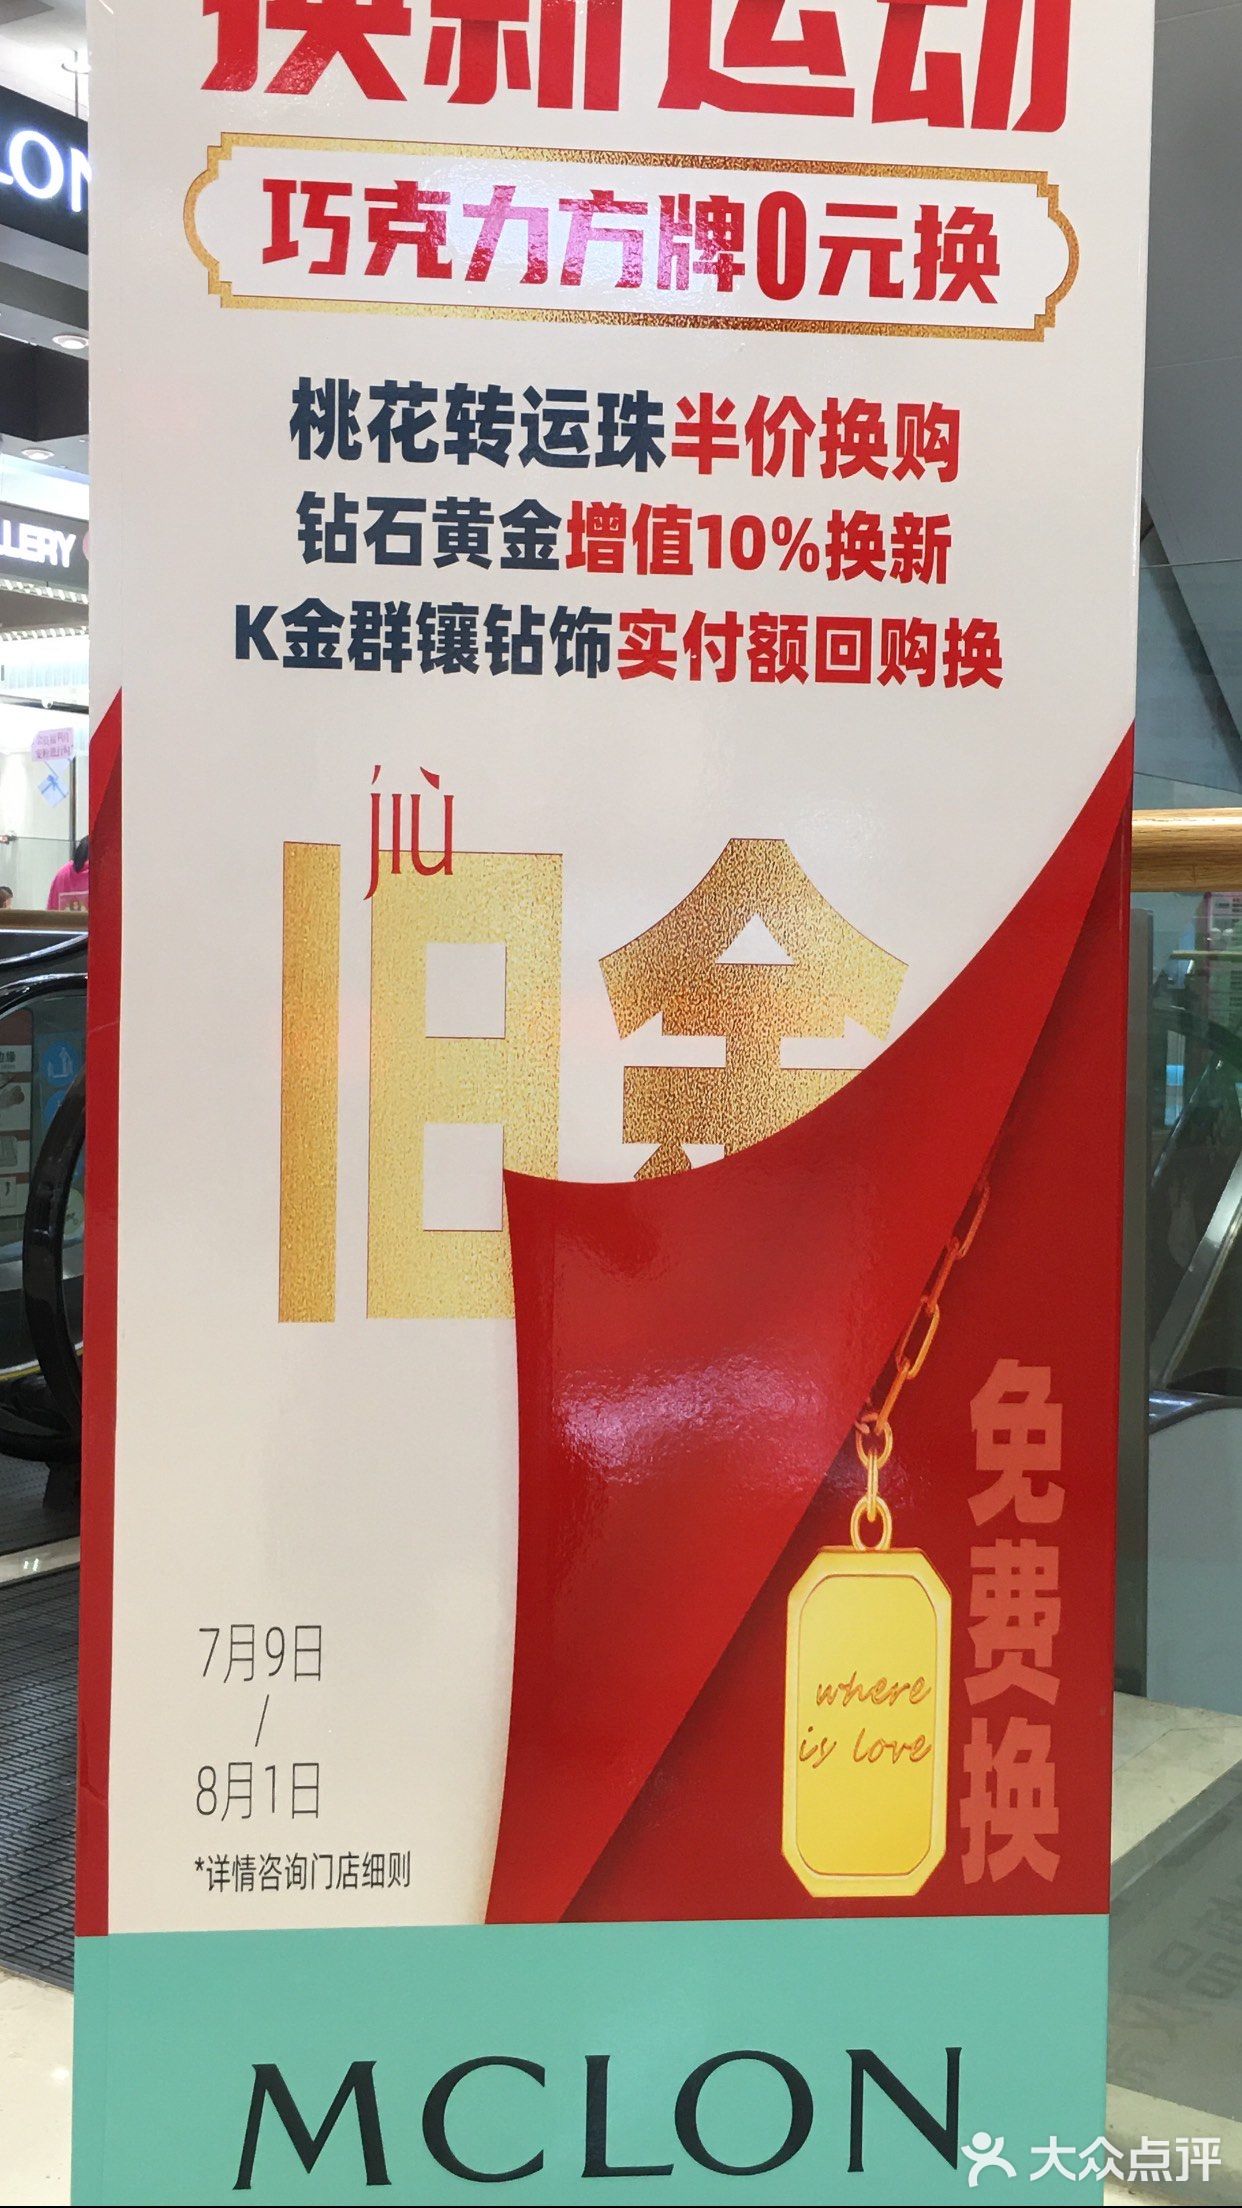 换新运动
巧克力方牌0元换
桃花转运珠半价换购
钻石黄金增值10%换新
K金群镶钻饰实付额回购换
jiù
旧金
免费换
where
is love
7月9日
/
8月1日
*详情咨询门店细则
MCLON
大众点评
LON
LLERY